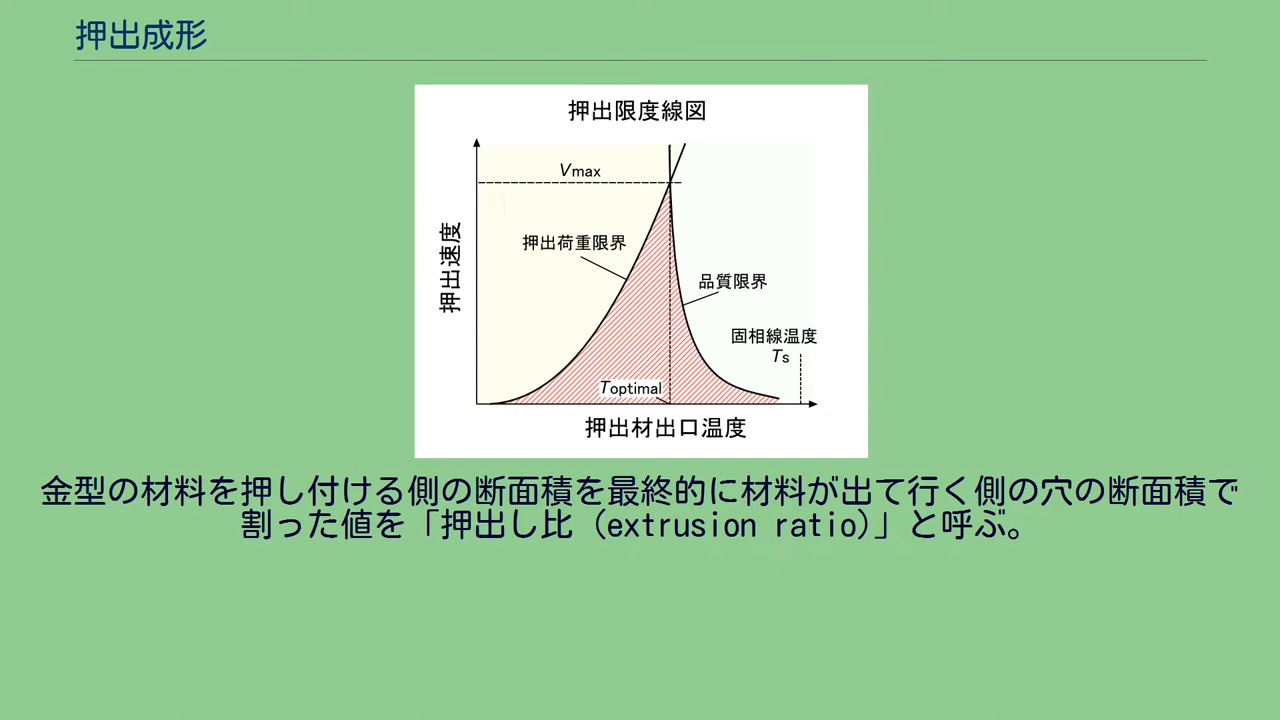 押出成形
押出限度線図
Vmax
押出速度
押出荷重限界
品質限界
固相線温度
Ts
Toptimal
押出材出口温度
金型の材料を押し付ける側の断面積を最終的に材料が出て行く側の穴の断面積で
割った値を「押出し比（extrusion ratio)」と呼ぶ。